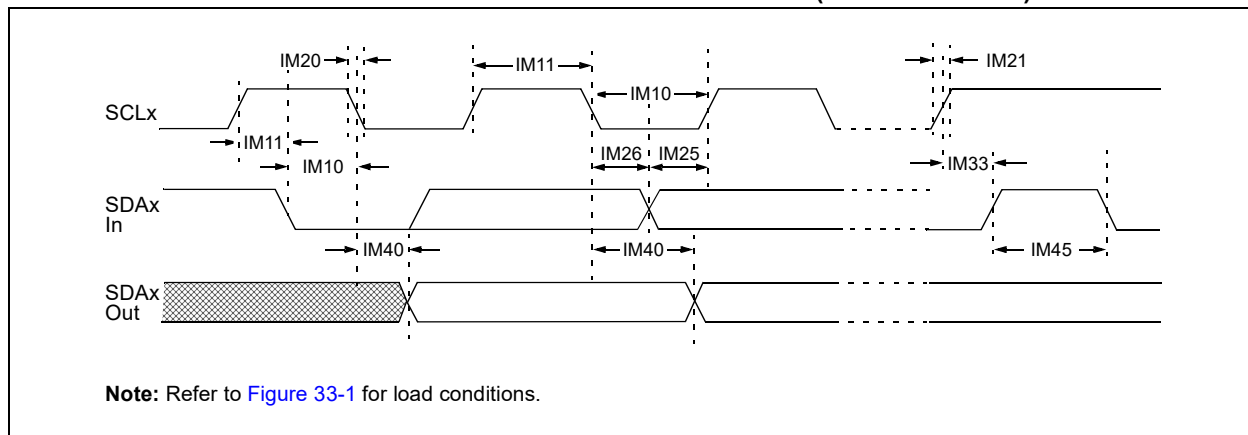 IM20
IM11
IM21
SCLx
IM10
IM11
IM10
IM26
IM25
IM33
SDAx
In
IM40
IM40
IM45
SDAx
Out
Note: Refer to Figure 33-1 for load conditions.